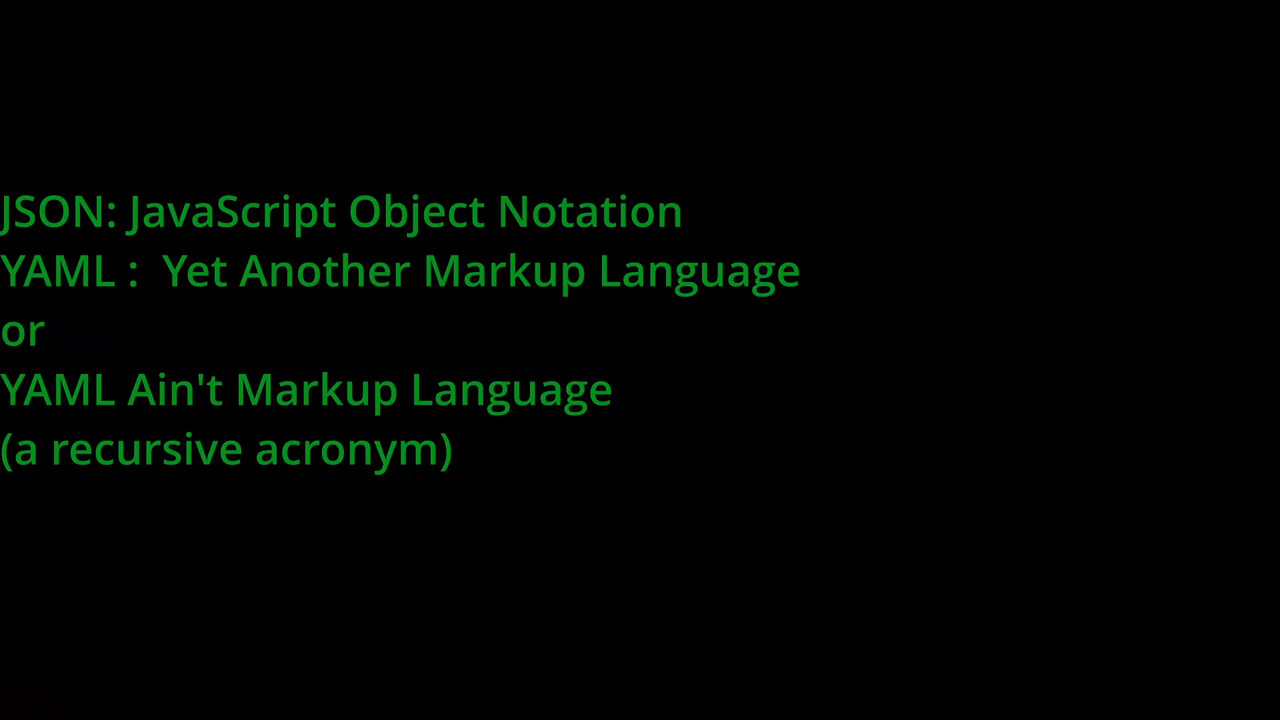 JSON: JavaScript Object Notation
YAML :  Yet Another Markup Language
or
YAML Ain't Markup Language
(a recursive acronym)